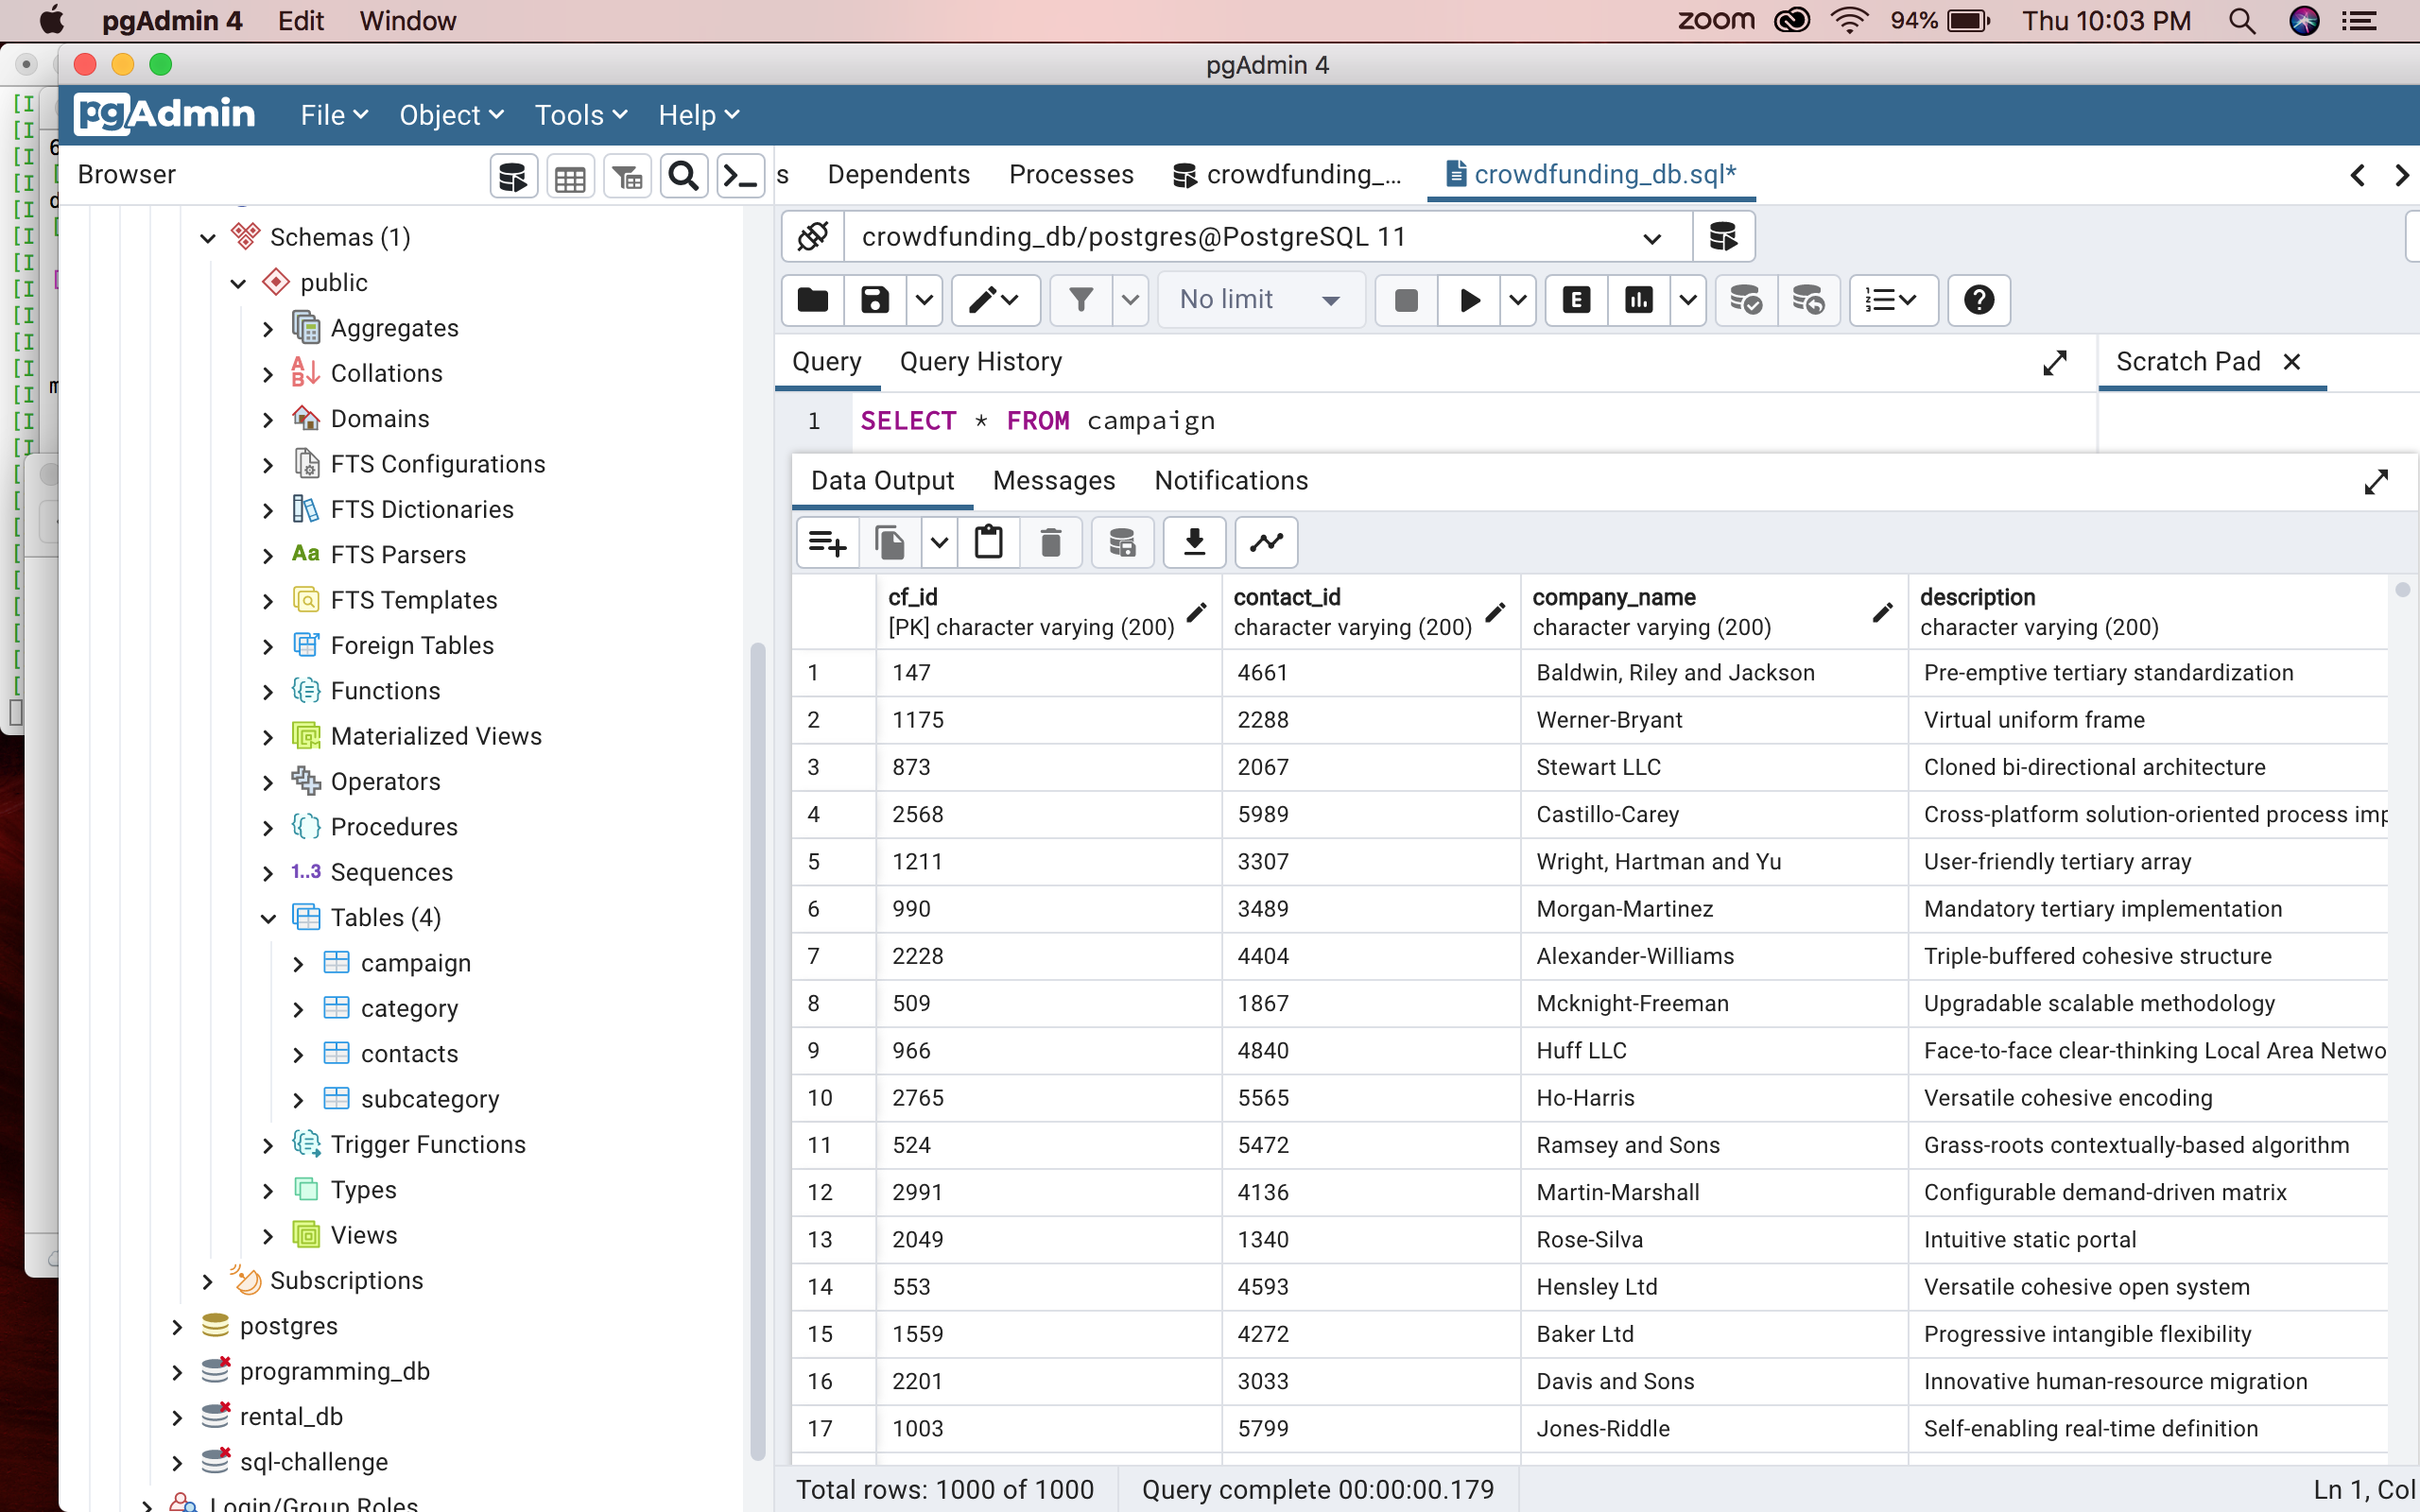 pgAdmin 4 Edit Window zoom 94% Thu 10:03 PM
pgAdmin 4
pgAdmin File Object Tools Help
Browser
s Dependents Processes crowdfunding_... crowdfunding_db.sql*
Schemas (1)
public
Aggregates
Collations
Domains
FTS Configurations
FTS Dictionaries
Aa FTS Parsers
FTS Templates
Foreign Tables
Functions
Materialized Views
Operators
Procedures
1..3 Sequences
Tables (4)
campaign
category
contacts
subcategory
Trigger Functions
Types
Views
Subscriptions
postgres
programming_db
rental_db
sql-challenge
Login/Group Roles
crowdfunding_db/postgres@PostgreSQL 11
No limit
E
Query Query History Scratch Pad
1 SELECT * FROM campaign
Data Output Messages Notifications
cf_id contact_id company_name description
[PK] character varying (200) character varying (200) character varying (200) character varying (200)
1 147 4661 Baldwin, Riley and Jackson Pre-emptive tertiary standardization
2 1175 2288 Werner-Bryant Virtual uniform frame
3 873 2067 Stewart LLC Cloned bi-directional architecture
4 2568 5989 Castillo-Carey Cross-platform solution-oriented process imp
5 1211 3307 Wright, Hartman and Yu User-friendly tertiary array
6 990 3489 Morgan-Martinez Mandatory tertiary implementation
7 2228 4404 Alexander-Williams Triple-buffered cohesive structure
8 509 1867 Mcknight-Freeman Upgradable scalable methodology
9 966 4840 Huff LLC Face-to-face clear-thinking Local Area Netwo
10 2765 5565 Ho-Harris Versatile cohesive encoding
11 524 5472 Ramsey and Sons Grass-roots contextually-based algorithm
12 2991 4136 Martin-Marshall Configurable demand-driven matrix
13 2049 1340 Rose-Silva Intuitive static portal
14 553 4593 Hensley Ltd Versatile cohesive open system
15 1559 4272 Baker Ltd Progressive intangible flexibility
16 2201 3033 Davis and Sons Innovative human-resource migration
17 1003 5799 Jones-Riddle Self-enabling real-time definition
Total rows: 1000 of 1000 Query complete 00:00:00.179 Ln 1, Col